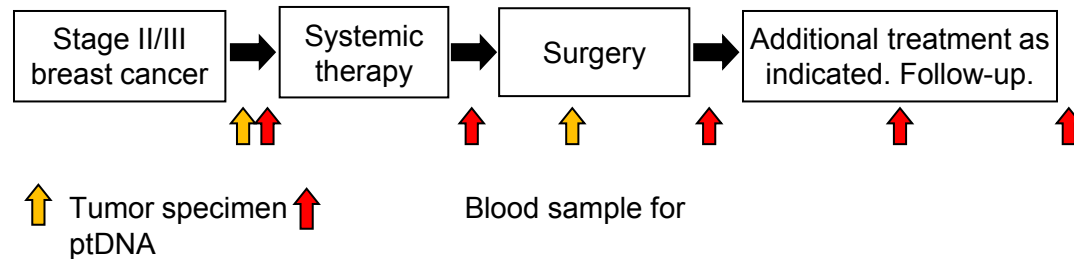 Stage II/III
breast cancer
Systemic
therapy
Surgery
Additional treatment as
indicated. Follow-up.
Tumor specimen
Blood sample for
ptDNA